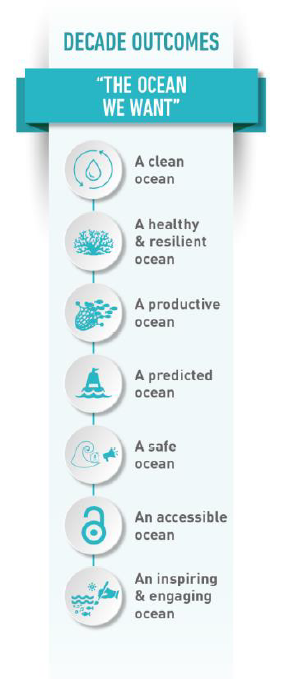 DECADE OUTCOMES
“THE OCEAN
WE WANT”
A clean
ocean
A healthy
& resilient
ocean
A productive
ocean
A predicted
ocean
A safe
ocean
An accessible
ocean
An inspiring
& engaging
ocean